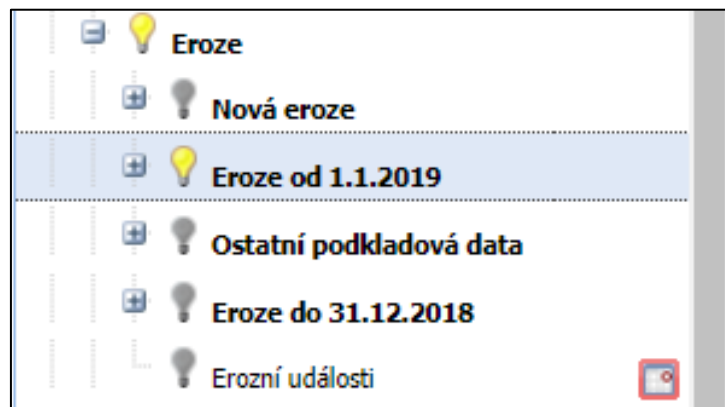 Eroze
Nová eroze
Eroze od 1.1.2019
Ostatní podkladová data
Eroze do 31.12.2018
Erozní události